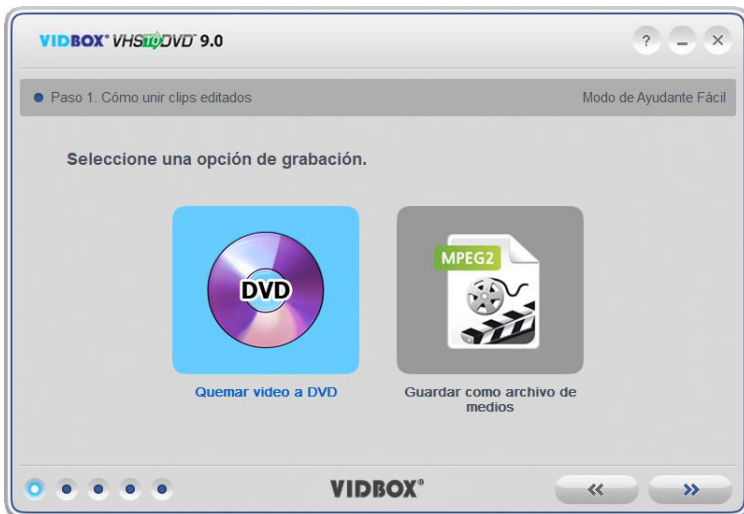 VIDBOX® VHSTODVD™ 9.0
?
Paso 1. Cómo unir clips editados
Modo de Ayudante Fácil
Seleccione una opción de grabación.
DVD
MPEG2
Quemar video a DVD
Guardar como archivo de
medios
VIDBOX®